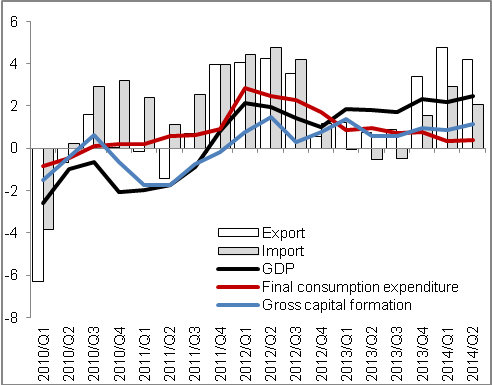 6
4
2
0
-2
-4
-6
-8
Export
Import
GDP
Final consumption expenditure
Gross capital formation
2010/Q1
2010/Q2
2010/Q3
2010/Q4
2011/Q1
2011/Q2
2011/Q3
2011/Q4
2012/Q1
2012/Q2
2012/Q3
2012/Q4
2013/Q1
2013/Q2
2013/Q3
2013/Q4
2014/Q1
2014/Q2